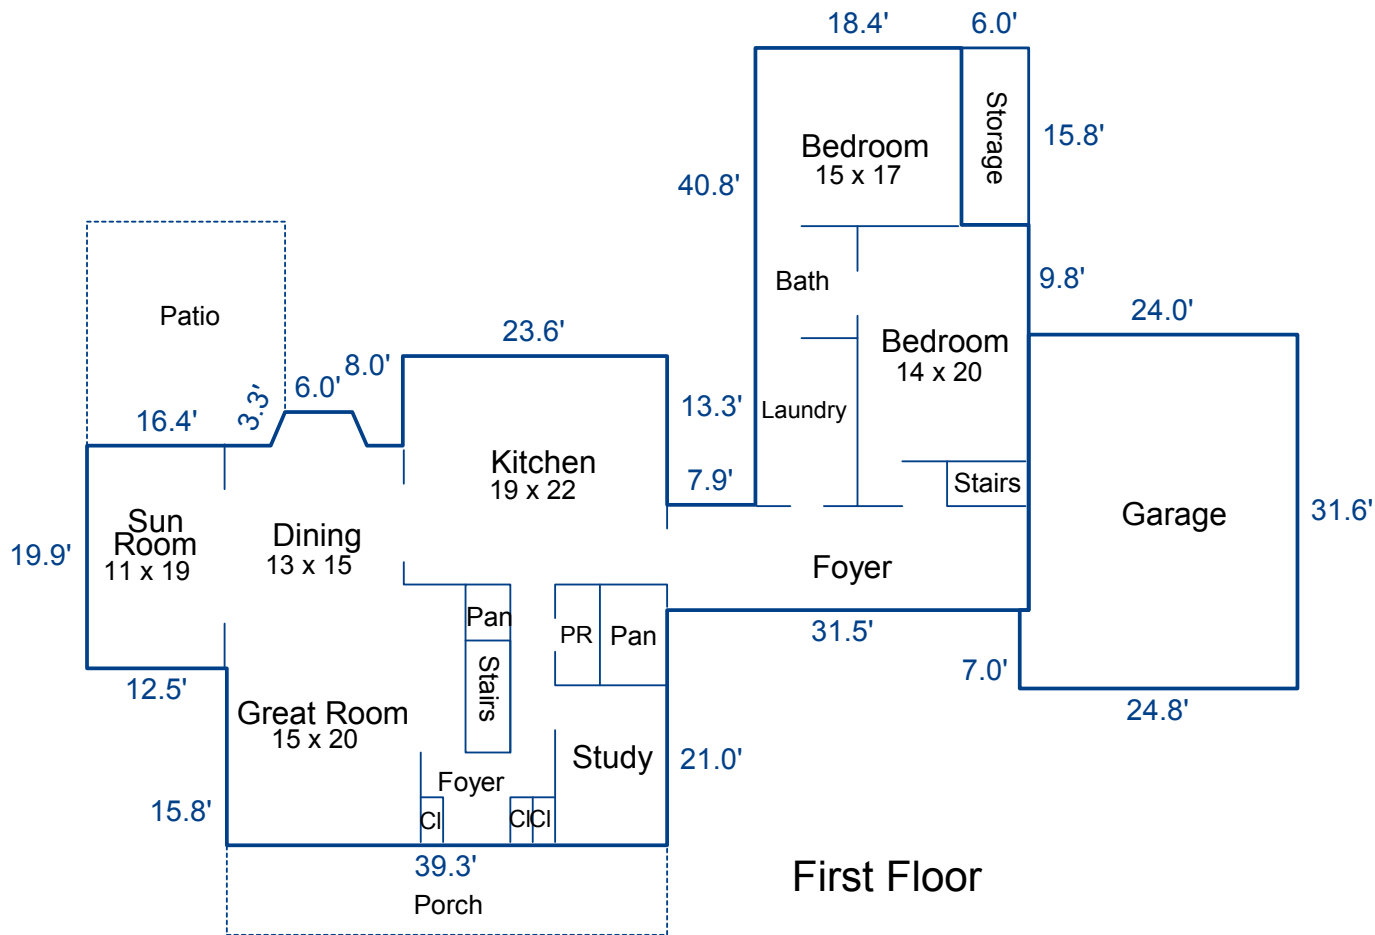 18.4' 6.0'
Storage
Bedroom
15 x 17
15.8'
40.8'
Bath
9.8'
Patio
24.0'
23.6'
Bedroom
14 x 20
8.0'
6.0'
3.3'
16.4'
13.3'
Laundry
Kitchen
19 x 22
7.9'
Stairs
Sun
Room
11 x 19
19.9'
Dining
13 x 15
Garage
31.6'
Foyer
Pan
PR
Pan
31.5'
7.0'
12.5'
Stairs
24.8'
Great Room
15 x 20
Study
21.0'
Foyer
15.8'
Cl
Cl
Cl
39.3'
First Floor
Porch